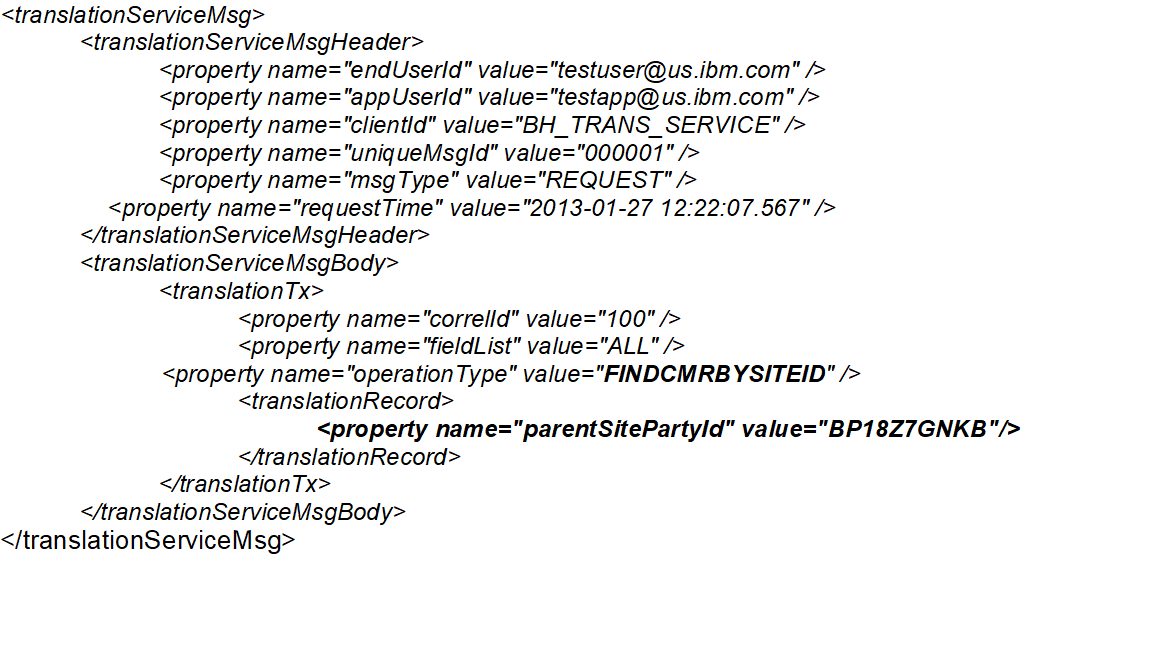 <translationServiceMsg>
<translationServiceMsgHeader>
<property name="endUserId" value="testuser@us.ibm.com" />
<property name="appUserId" value="testapp@us.ibm.com" />
<property name="clientId" value="BH_TRANS_SERVICE" />
<property name="uniqueMsgId" value="000001" />
<property name="msgType" value="REQUEST" />
<property name="requestTime" value="2013-01-27 12:22:07.567" />
</translationServiceMsgHeader>
<translationServiceMsgBody>
<translationTx>
<property name="correlId" value="100" />
<property name="fieldList" value="ALL" />
<property name="operationType" value="FINDCMRBYSITEID" />
<translationRecord>
<property name="parentSitePartyId" value="BP18Z7GNKB"/>
</translationRecord>
</translationTx>
</translationServiceMsgBody>
</translationServiceMsg>